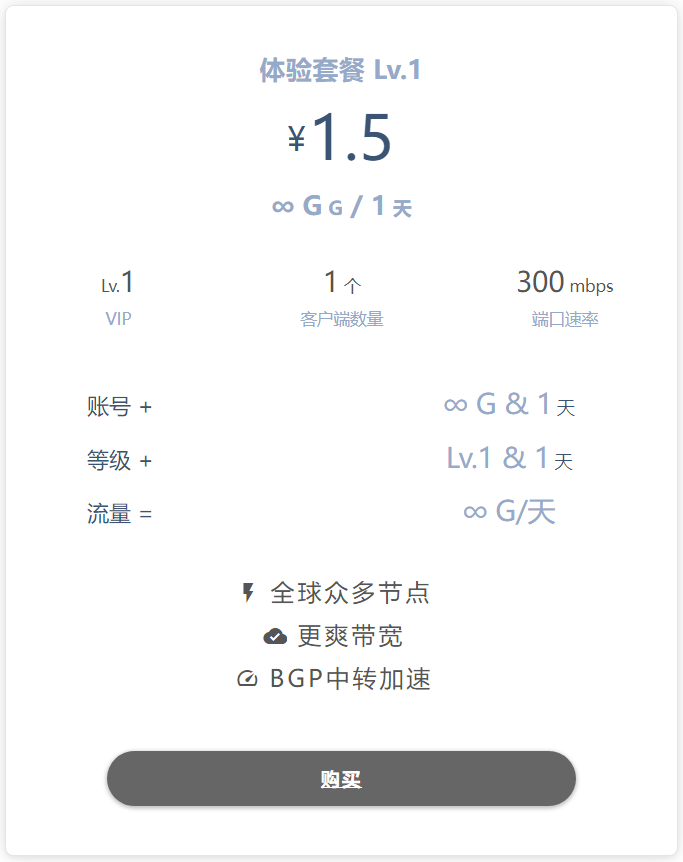 体验套餐 Lv.1
¥1.5
∞ G G / 1 天
Lv.1 1 个 300 mbps
VIP 客户端数量 端口速率
账号 + ∞ G & 1 天
等级 + Lv.1 & 1 天
流量 = ∞ G/天
全球众多节点
更爽带宽
BGP中转加速
购买